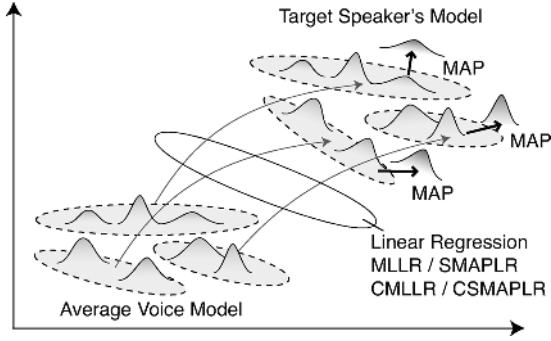 Target Speaker's Model
MAP
MAP
MAP
Linear Regression
MLLR / SMAPLR
CMLLR / CSMAPLR
Average Voice Model